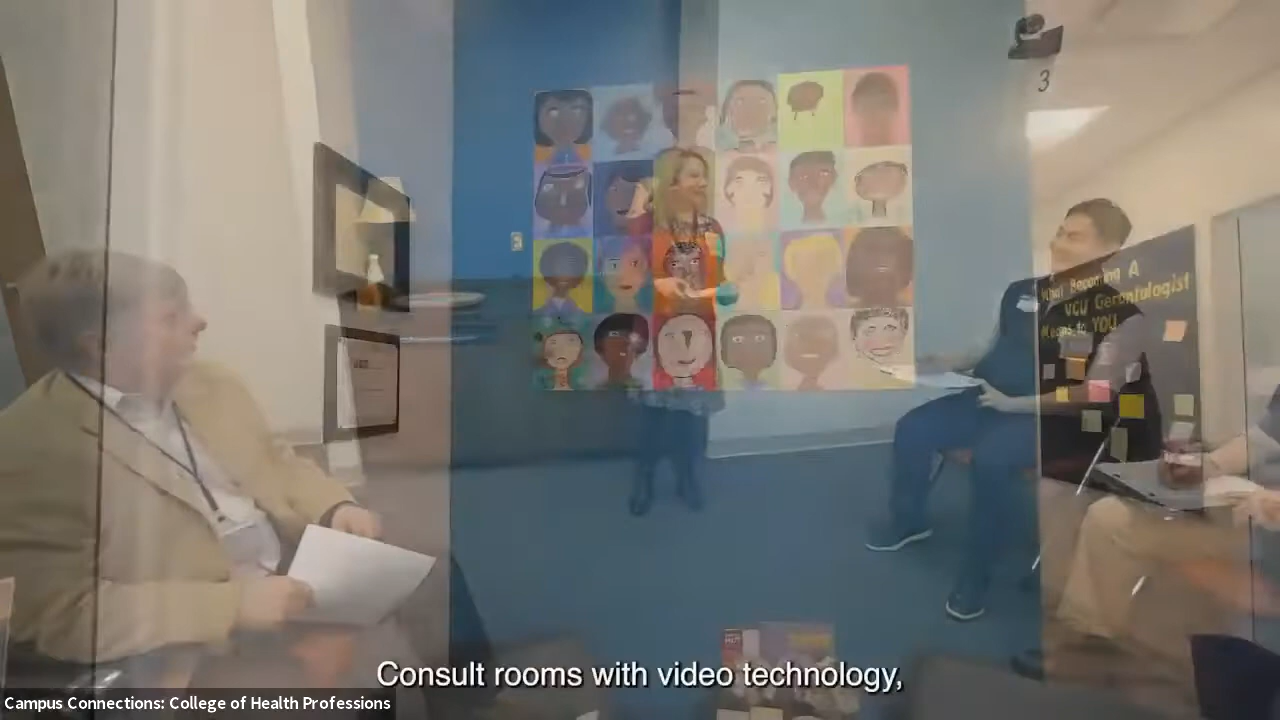 3
What Becoming A
VCU Gerontologist
Means to YOU
Consult rooms with video technology,
Campus Connections: College of Health Professions